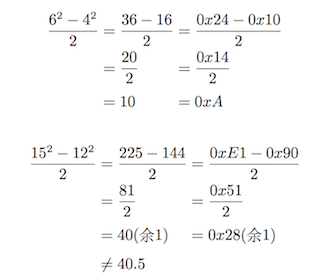 6² − 4² / 2 = 36 − 16 / 2 = 0x24 − 0x10 / 2
= 20 / 2 = 0x14 / 2
= 10 = 0xA
15² − 12² / 2 = 225 − 144 / 2 = 0xE1 − 0x90 / 2
= 81 / 2 = 0x51 / 2
= 40(余1) = 0x28(余1)
≠ 40.5